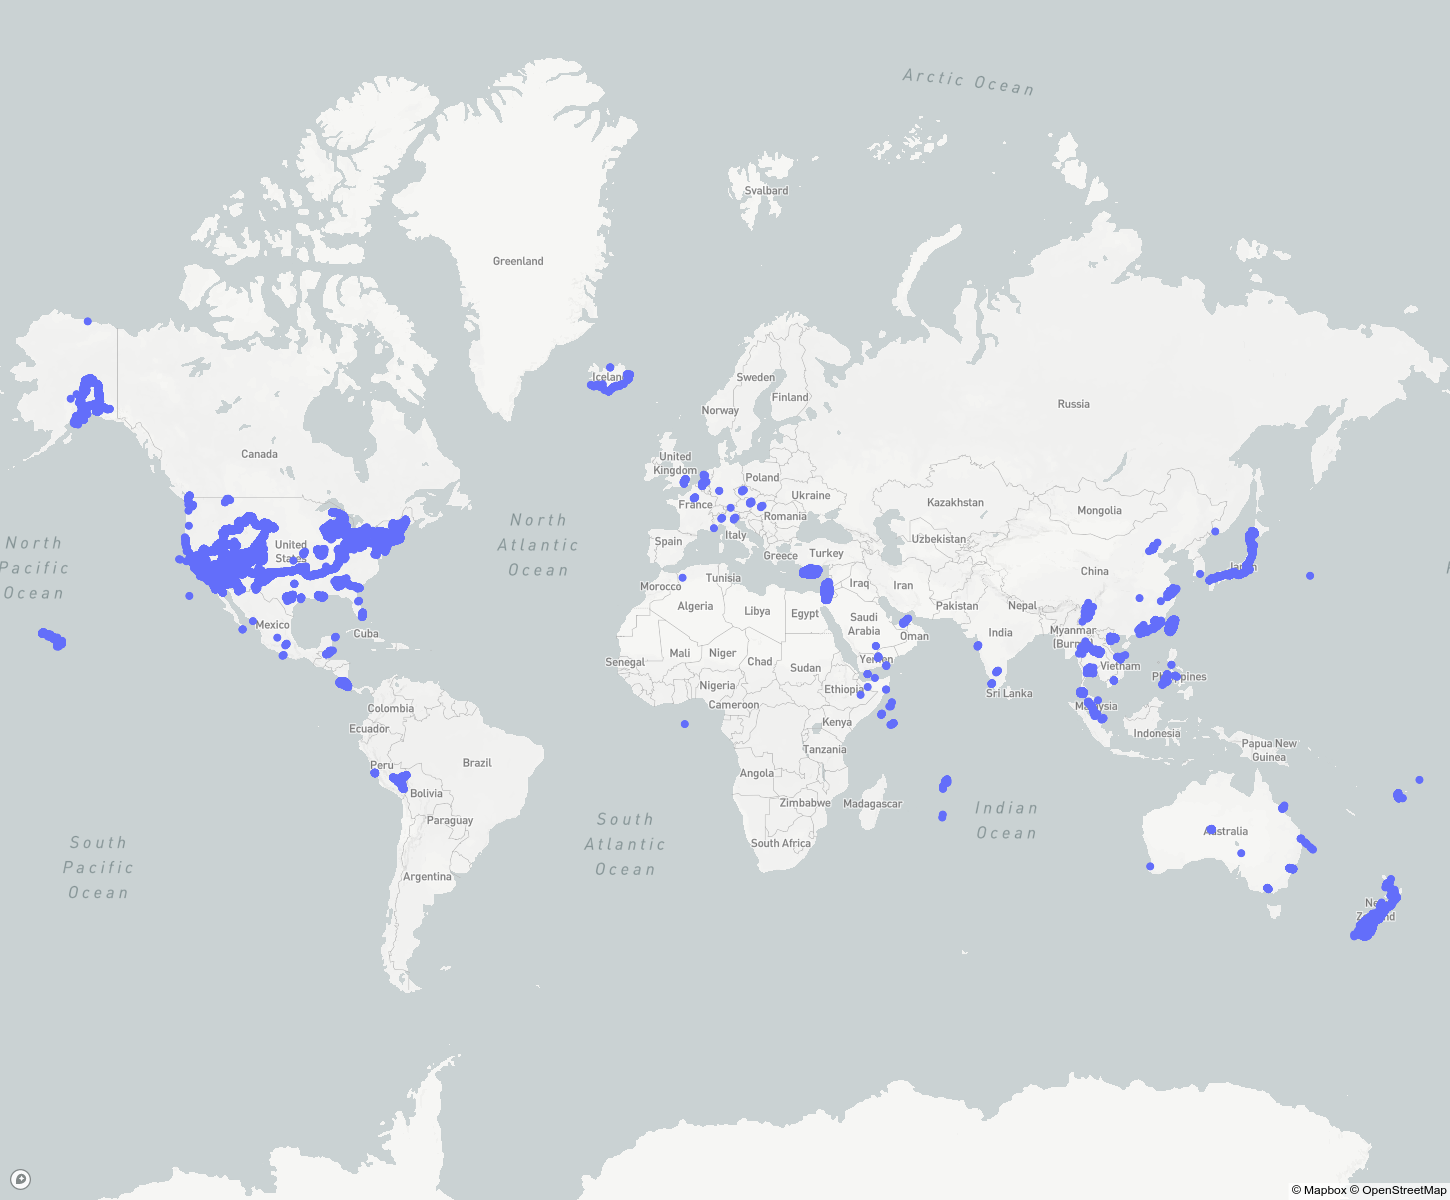 Arctic Ocean
Svalbard
Greenland
Iceland
Sweden
Finland
Norway
Russia
Canada
United
Kingdom
Poland
Ukraine
France
Romania
Kazakhstan
Mongolia
North
Pacific
Ocean
North
Atlantic
Ocean
United
States
Spain
Italy
Greece
Turkey
Uzbekistan
China
Japan
Morocco
Tunisia
Algeria
Libya
Egypt
Iraq
Iran
Pakistan
Nepal
Mexico
Cuba
Saudi
Arabia
Oman
India
Myanmar
(Burma)
Senegal
Mali
Niger
Chad
Sudan
Yemen
Vietnam
Philippines
Nigeria
Ethiopia
Sri Lanka
Cameroon
Malaysia
Colombia
Ecuador
Kenya
Indonesia
Papua New
Guinea
Peru
Brazil
Tanzania
Angola
Bolivia
Zimbabwe
Madagascar
Indian
Ocean
Paraguay
South
Atlantic
Ocean
South Africa
Australia
South
Pacific
Ocean
Argentina
New
Zealand
© Mapbox © OpenStreetMap